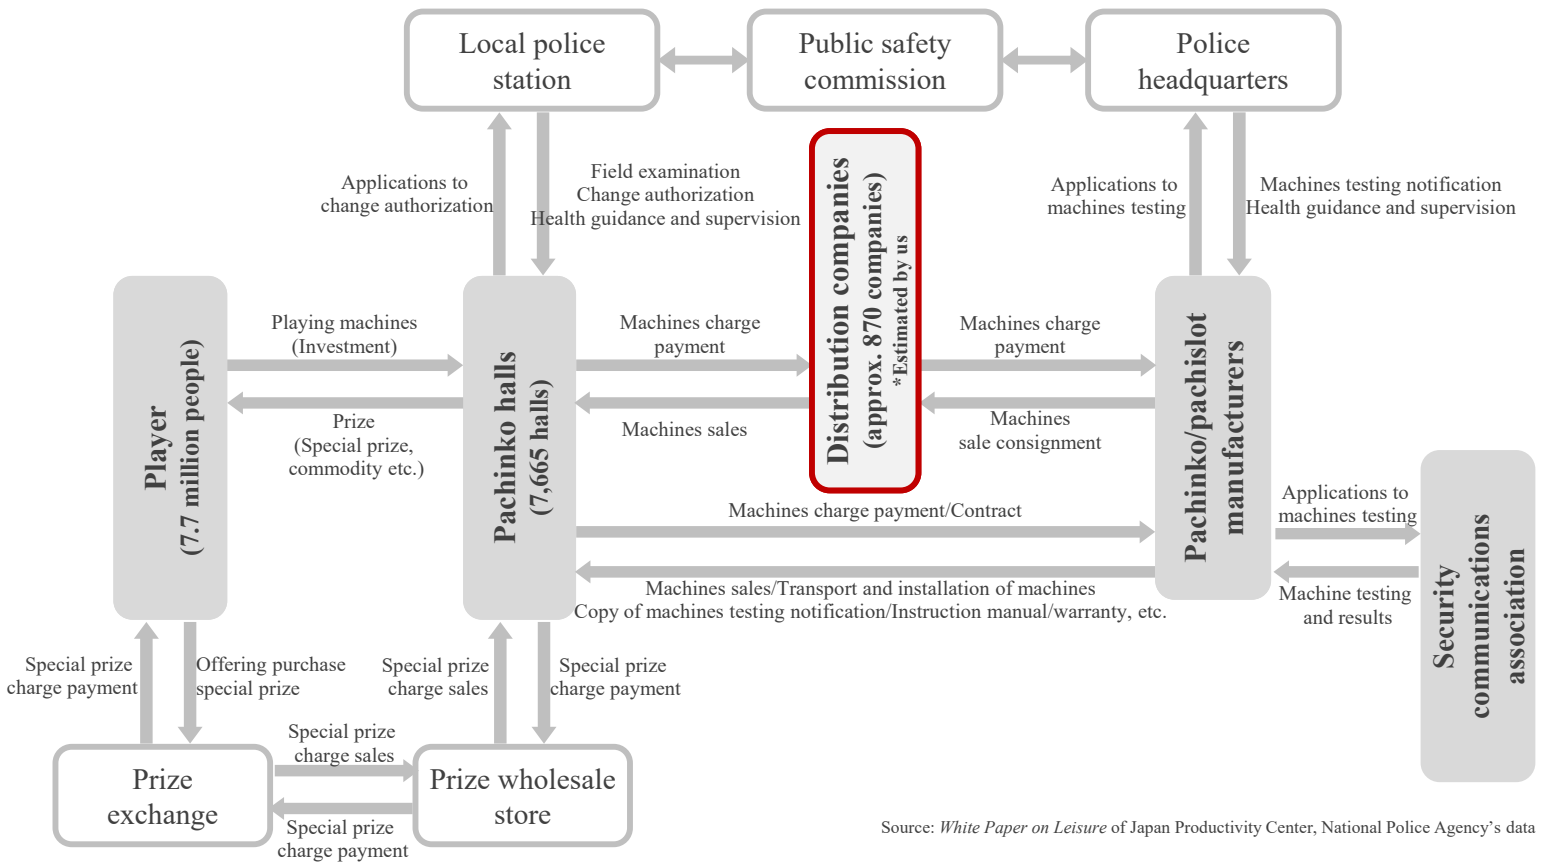 Local police
station
Public safety
commission
Police
headquarters
Applications to
change authorization
Field examination
Change authorization
Health guidance and supervision
Applications to
machines testing
Machines testing notification
Health guidance and supervision
Player
(7.7 million people)
Playing machines
(Investment)
Prize
(Special prize,
commodity etc.)
Pachinko halls
(7,665 halls)
Machines charge
payment
Machines sales
Distribution companies
(approx. 870 companies)
*Estimated by us
Machines charge
payment
Machines
sale consignment
Pachinko/pachislot
manufacturers
Machines charge payment/Contract
Machines sales/Transport and installation of machines
Copy of machines testing notification/Instruction manual/warranty, etc.
Applications to
machines testing
Machine testing
and results
Security
communications
association
Special prize
charge payment
Offering purchase
special prize
Special prize
charge sales
Special prize
charge payment
Prize
exchange
Special prize
charge sales
Special prize
charge payment
Prize wholesale
store
Source: White Paper on Leisure of Japan Productivity Center, National Police Agency’s data